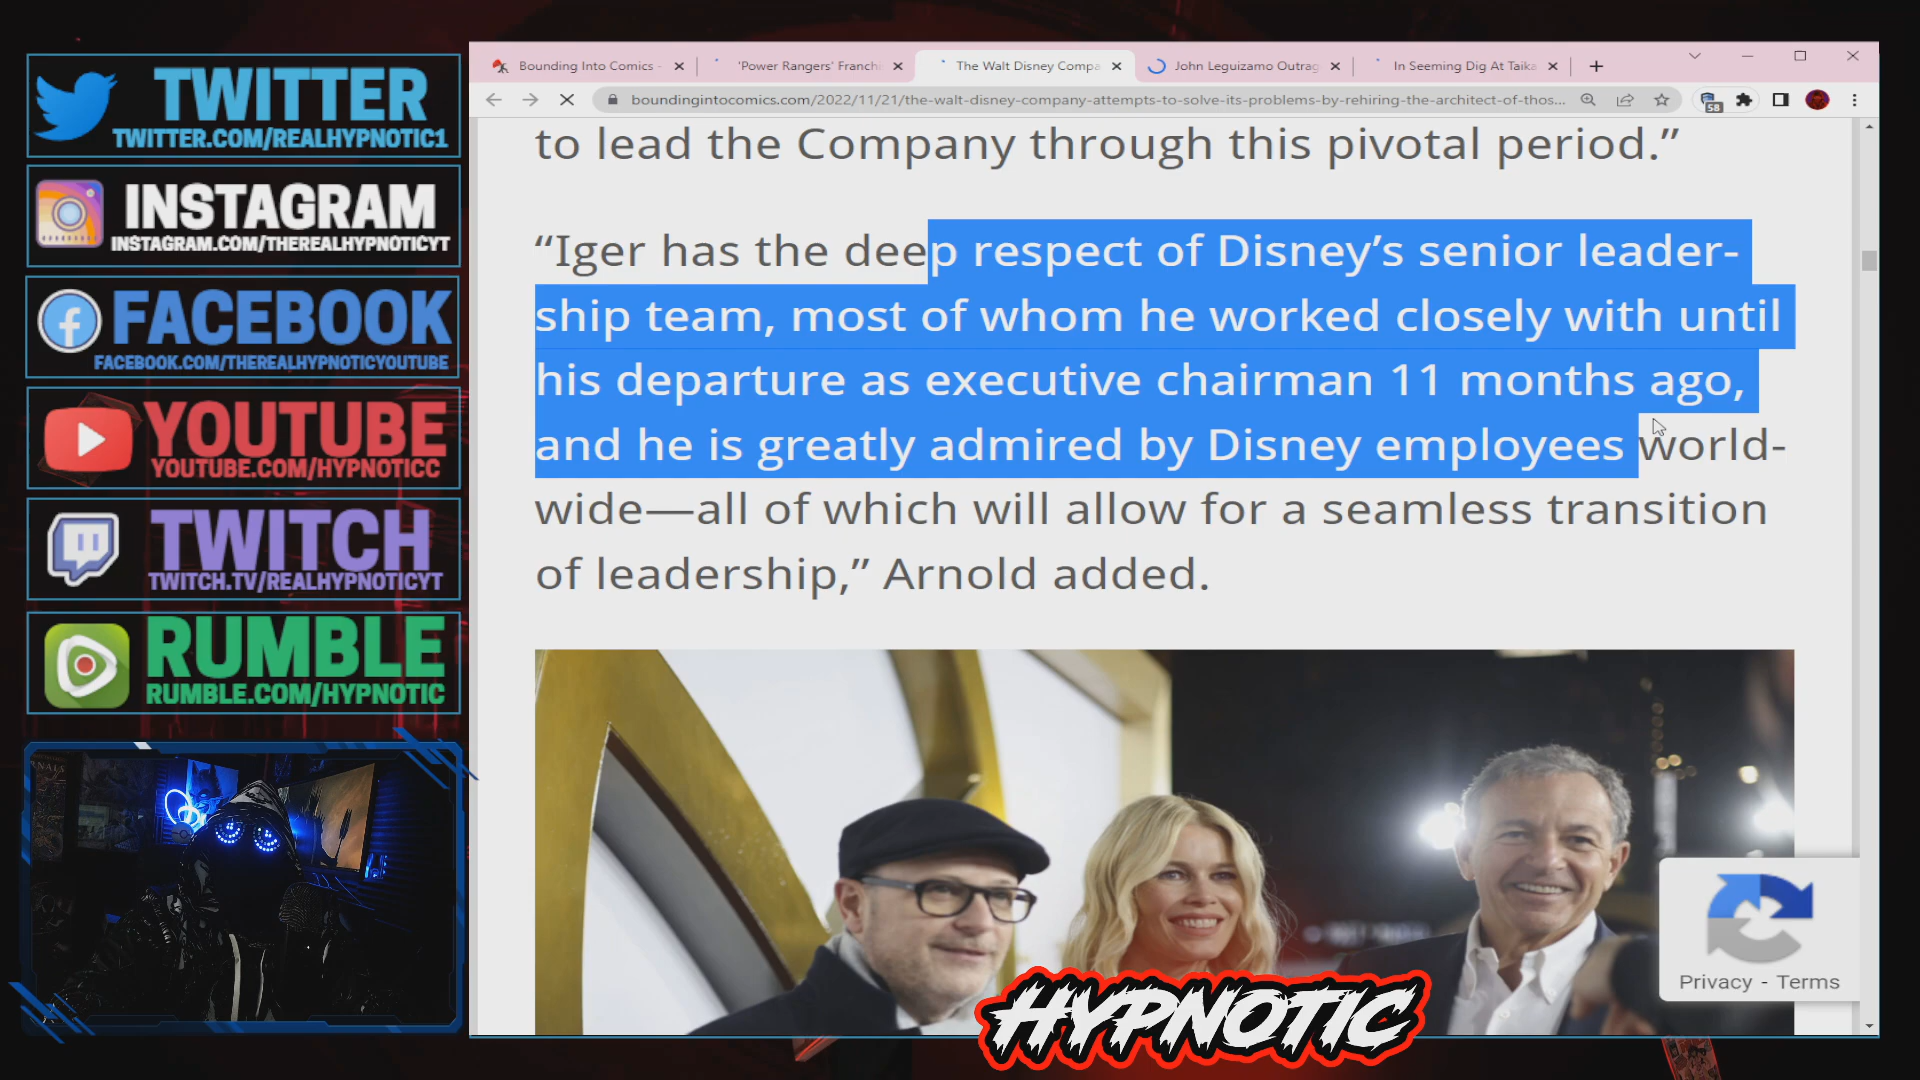 TWITTER
TWITTER.COM/REALHYPNOTIC1
INSTAGRAM
INSTAGRAM.COM/THEREALHYPNOTICYT
FACEBOOK
FACEBOOK.COM/THEREALHYPNOTICYOUTUBE
YOUTUBE
YOUTUBE.COM/HYPNOTICC
TWITCH
TWITCH.TV/REALHYPNOTICYT
RUMBLE
RUMBLE.COM/HYPNOTIC
Bounding Into Comics -
'Power Rangers' Franch
The Walt Disney Compa
John Leguizamo Outrag
In Seeming Dig At Taika
boundingintocomics.com/2022/11/21/the-walt-disney-company-attempts-to-solve-its-problems-by-rehiring-the-architect-of-thos...
58
to lead the Company through this pivotal period.”
“Iger has the deep respect of Disney’s senior leader-
ship team, most of whom he worked closely with until
his departure as executive chairman 11 months ago,
and he is greatly admired by Disney employees world-
wide—all of which will allow for a seamless transition
of leadership,” Arnold added.
Privacy - Terms
HYPNOTIC